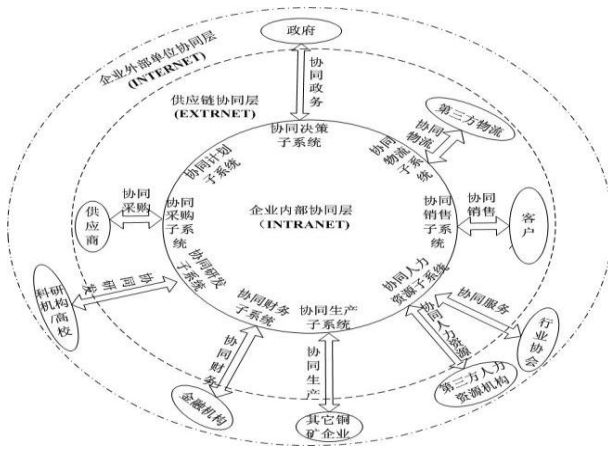 政府
企业外部单位协同层
(INTERNET)
协同政务
供应链协同层
(EXTRNET)
第三方物流
协同
物流
协同决策
子系统
协同计划
子系统
协同
物流
子系统
协同
采购
供应商
协同
采购
子系统
企业内部协同层
（INTRANET）
协同
销售
子系统
协同
销售
客户
协同研发
子系统
协同人力
资源子系统
科研
机构
/高校
协同研发
协同财务
子系统
协同生产
子系统
协同服务
行业
协会
协同财务
协同生产
协同人力资源
金融机构
其它铜
矿企业
第三方人力
资源机构